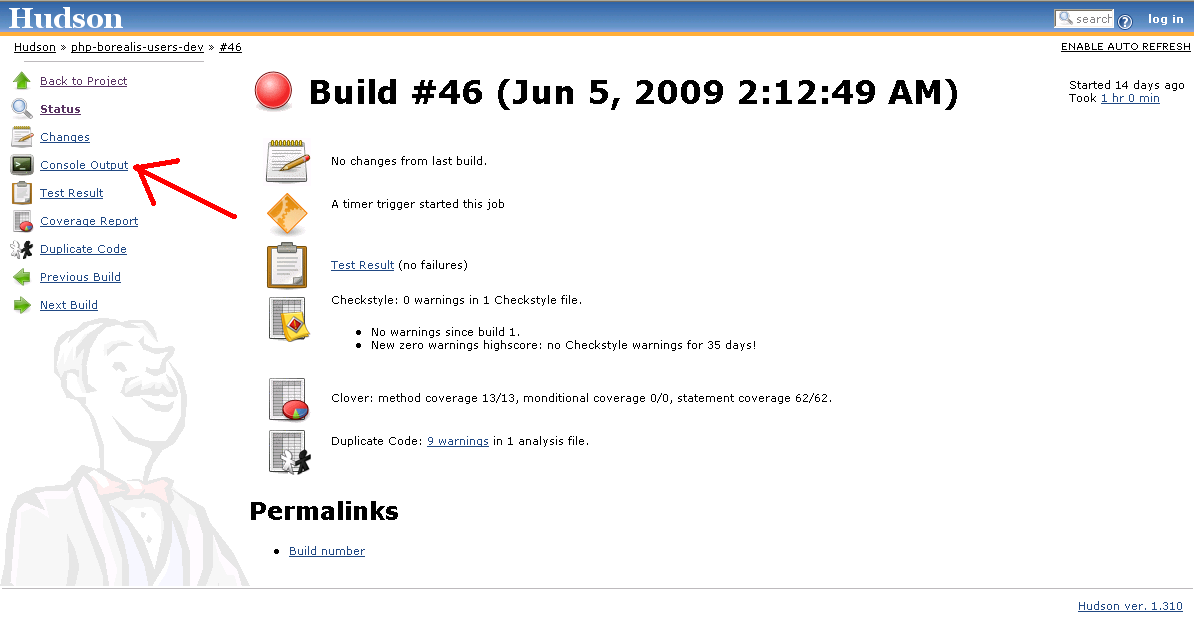 Hudson
search
log in
Hudson » php-borealis-users-dev » #46
ENABLE AUTO REFRESH
Back to Project
Status
Changes
Console Output
Test Result
Coverage Report
Duplicate Code
Previous Build
Next Build
Build #46 (Jun 5, 2009 2:12:49 AM)
Started 14 days ago
Took 1 hr 0 min
No changes from last build.
A timer trigger started this job
Test Result (no failures)
Checkstyle: 0 warnings in 1 Checkstyle file.
• No warnings since build 1.
• New zero warnings highscore: no Checkstyle warnings for 35 days!
Clover: method coverage 13/13, monditional coverage 0/0, statement coverage 62/62.
Duplicate Code: 9 warnings in 1 analysis file.
Permalinks
• Build number
Hudson ver. 1.310